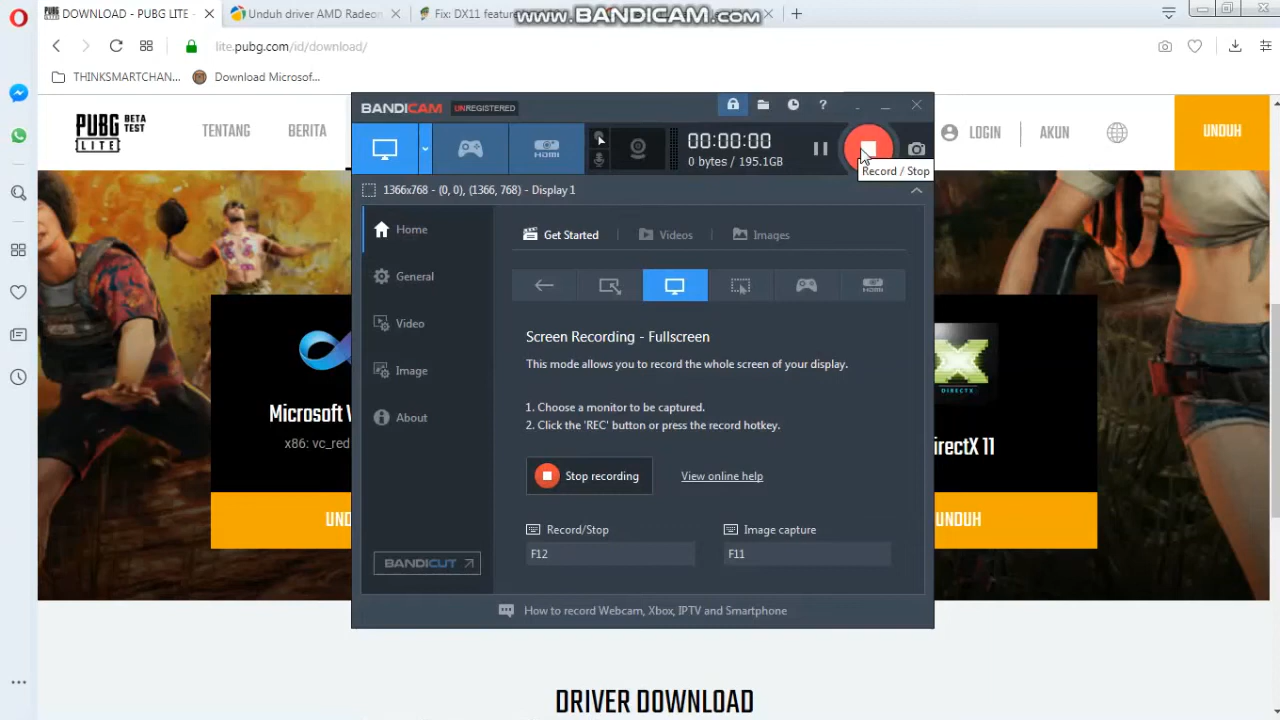 DOWNLOAD - PUBG LITE -
Unduh driver AMD Radeon
Fix: DX11 feature
www.BANDICAM.com
lite.pubg.com/id/download/
THINKSMARTCHAN...
Download Microsof...
PUBG
LITE
BETA
TEST
TENTANG
BERITA
LOGIN
AKUN
UNDUH
BANDICAM
UNREGISTERED
HDMI
00:00:00
0 bytes / 195.1GB
Record / Stop
1366x768 - (0, 0), (1366, 768) - Display 1
Home
General
Video
Image
About
BANDICUT
Get Started
Videos
Images
HDMI
Screen Recording - Fullscreen
This mode allows you to record the whole screen of your display.
1. Choose a monitor to be captured.
2. Click the 'REC' button or press the record hotkey.
Stop recording
View online help
Record/Stop
F12
Image capture
F11
How to record Webcam, Xbox, IPTV and Smartphone
Microsoft V
x86: vc_red
UND
DIRECTX
irectX 11
UNDUH
DRIVER DOWNLOAD